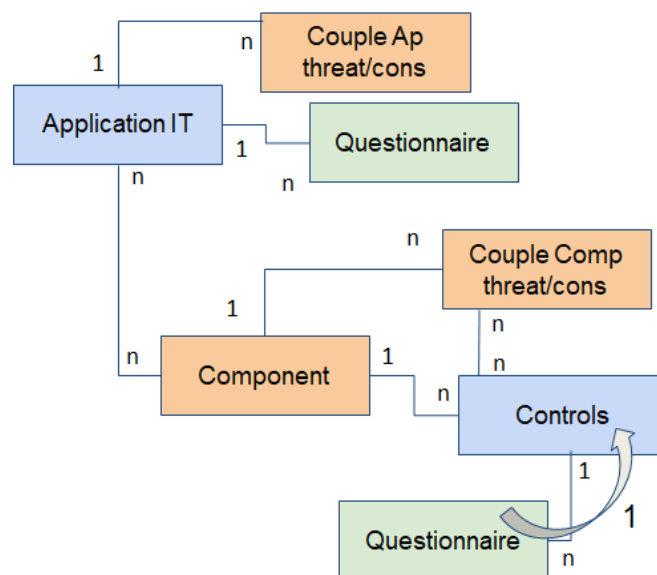 Couple Ap
threat/cons
n
1
Application IT
1
Questionnaire
n
n
n
Couple Comp
threat/cons
1
n
n
1
n
Component
n
Controls
1
1
Questionnaire
n